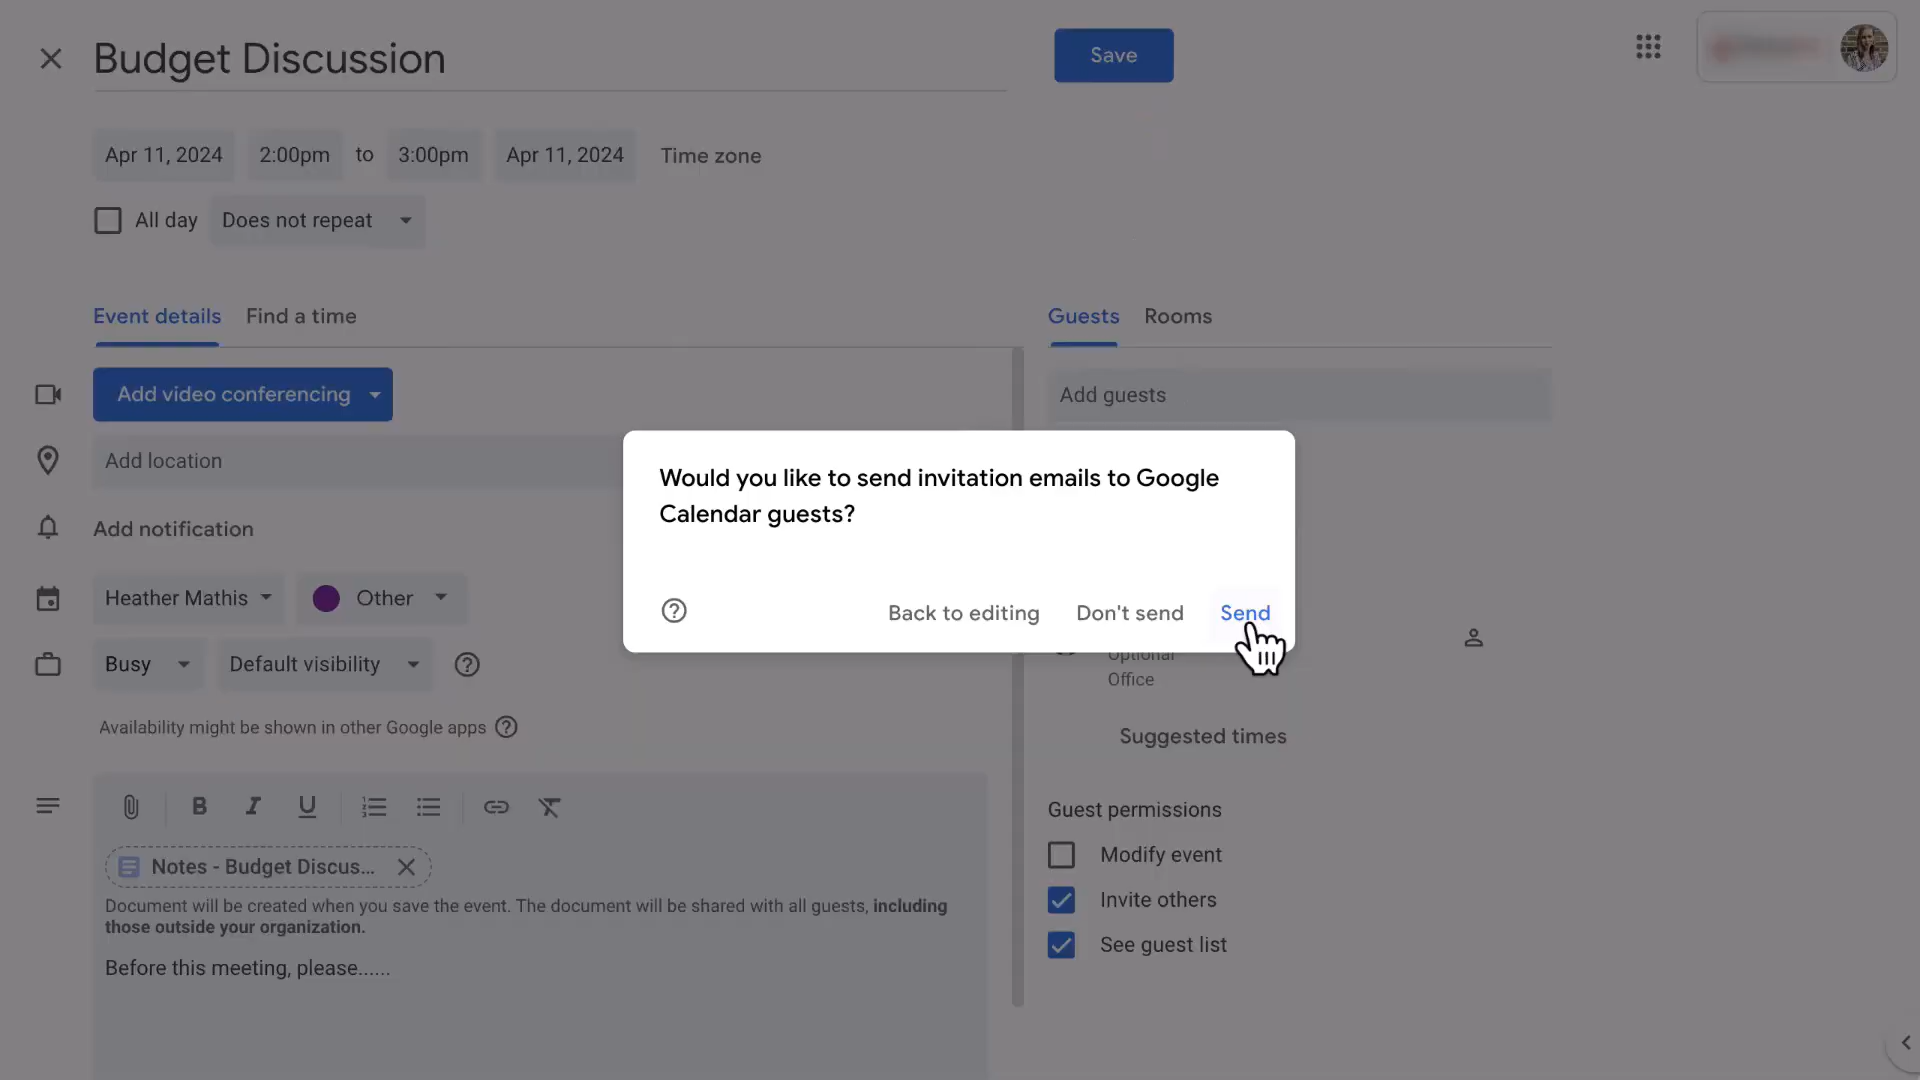 Budget Discussion
Save
Apr 11, 2024 2:00pm to 3:00pm Apr 11, 2024 Time zone
All day Does not repeat
Event details Find a time
Guests Rooms
Add video conferencing
Add guests
Add location
Would you like to send invitation emails to Google
Calendar guests?
Back to editing Don't send Send
Add notification
Heather Mathis Other
Busy Default visibility
Optional
Office
Availability might be shown in other Google apps
Suggested times
Notes - Budget Discus...
Document will be created when you save the event. The document will be shared with all guests, including
those outside your organization.
Before this meeting, please......
Guest permissions
Modify event
Invite others
See guest list